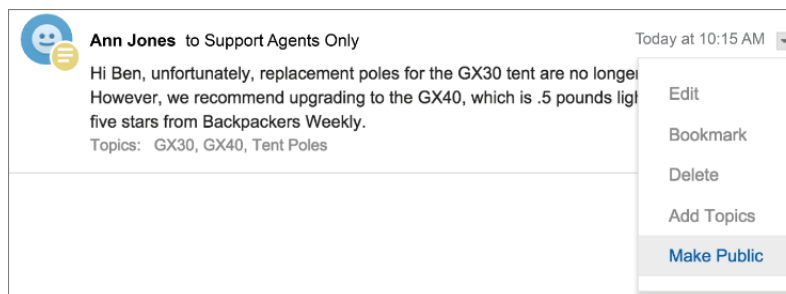 Ann Jones to Support Agents Only
Today at 10:15 AM
Hi Ben, unfortunately, replacement poles for the GX30 tent are no longer
However, we recommend upgrading to the GX40, which is .5 pounds
five stars from Backpackers Weekly.
Topics: GX30, GX40, Tent Poles
Edit
Bookmark
Delete
Add Topics
Make Public